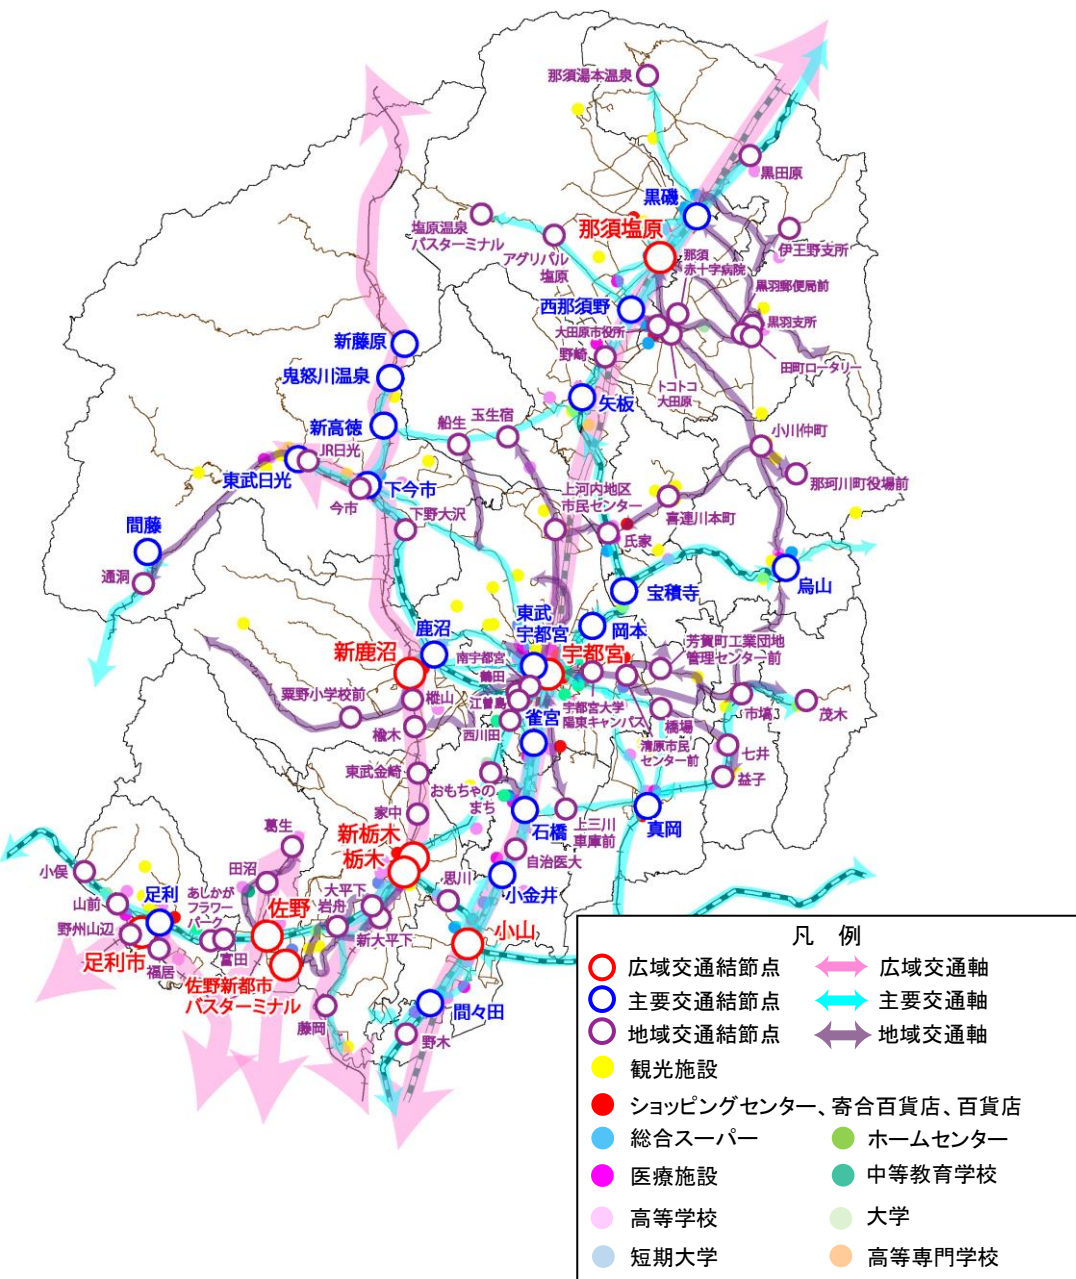 那須湯本温泉
黒田原
黒磯
塩原温泉
バスターミナル
那須塩原
伊王野支所
アグリパル
塩原
那須
赤十字病院
黒羽郵便局前
西那須野
大田原市役所
黒羽支所
新藤原
野崎
田町ロータリー
鬼怒川温泉
トコトコ
大田原
矢板
新高徳
船生
玉生宿
小川仲町
JR日光
東武日光
那珂川町役場前
今市
下今市
上河内地区
市民センター
下野大沢
喜連川本町
間藤
氏家
通洞
宝積寺
烏山
東武
宇都宮
岡本
鹿沼
新鹿沼
南宇都宮
宇都宮
芳賀町工業団地
管理センター前
鶴田
粟野小学校前
樅山
江曽島
宇都宮大学
陽東キャンパス
市塙
茂木
雀宮
橋場
楡木
西川田
清原市民
センター前
七井
東武金崎
益子
おもちゃの
まち
家中
石橋
上三川
車庫前
真岡
葛生
新栃木
栃木
自治医大
小俣
田沼
思川
小金井
足利
あしかが
フラワー
パーク
大平下
岩舟
山前
佐野
小山
野州山辺
新大平下
足利市
福居
富田
佐野新都市
バスターミナル
間々田
藤岡
野木
凡 例
広域交通結節点
広域交通軸
主要交通結節点
主要交通軸
地域交通結節点
地域交通軸
観光施設
ショッピングセンター、寄合百貨店、百貨店
総合スーパー
ホームセンター
医療施設
中等教育学校
高等学校
大学
短期大学
高等専門学校